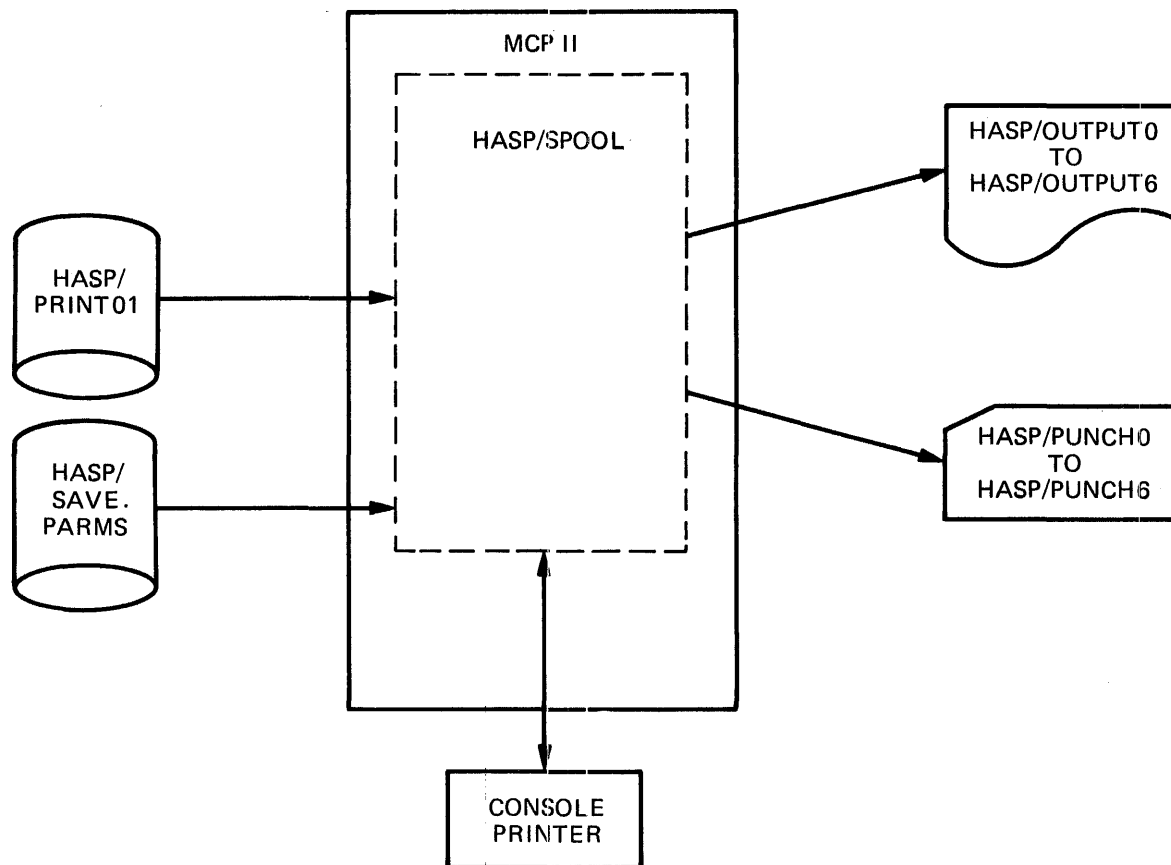 MCP II
HASP/SPOOL
HASP/
PRINT01
HASP/
SAVE.
PARMS
HASP/OUTPUT0
TO
HASP/OUTPUT6
HASP/PUNCH0
TO
HASP/PUNCH6
CONSOLE
PRINTER